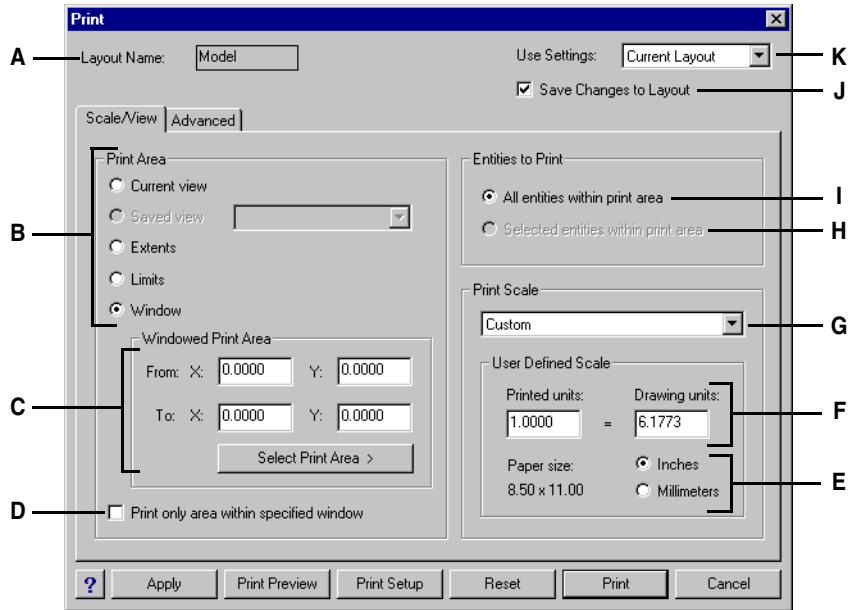 Print
A Layout Name: Model Use Settings: Current Layout K
Save Changes to Layout J
Scale/View Advanced
Print Area Entities to Print
Current view All entities within print area I
Saved view Selected entities within print area H
B
Extents
Limits Print Scale
Window Custom G
Windowed Print Area User Defined Scale
From: X: 0.0000 Y: 0.0000 Printed units: Drawing units:
C To: X: 0.0000 Y: 0.0000 1.0000 = 6.1773 F
Select Print Area > Paper size: Inches
8.50 x 11.00 Millimeters E
D Print only area within specified window
? Apply Print Preview Print Setup Reset Print Cancel